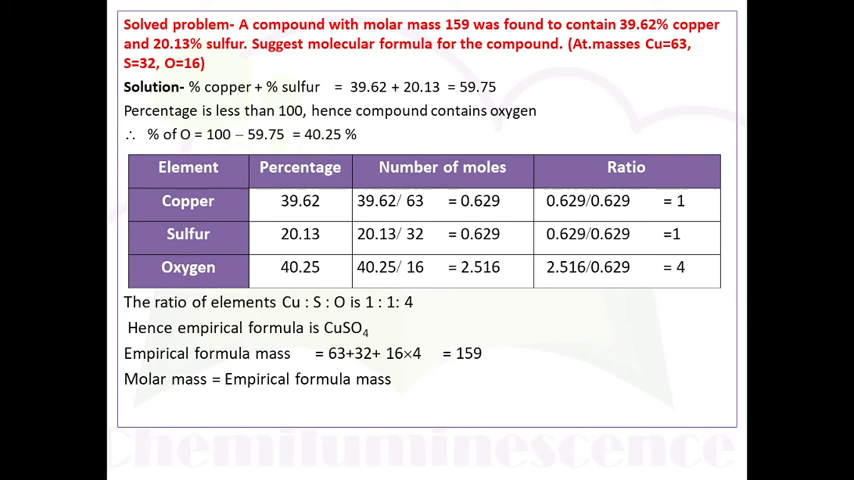 Solved problem- A compound with molar mass 159 was found to contain 39.62% copper
and 20.13% sulfur. Suggest molecular formula for the compound. (At.masses Cu=63,
S=32, O=16)
Solution- % copper + % sulfur = 39.62 + 20.13 = 59.75
Percentage is less than 100, hence compound contains oxygen
∴ % of O = 100 – 59.75 = 40.25 %
Element Percentage Number of moles Ratio
Copper 39.62 39.62/ 63 = 0.629 0.629/0.629 = 1
Sulfur 20.13 20.13/ 32 = 0.629 0.629/0.629 =1
Oxygen 40.25 40.25/ 16 = 2.516 2.516/0.629 = 4
The ratio of elements Cu : S : O is 1 : 1: 4
Hence empirical formula is CuSO₄
Empirical formula mass = 63+32+ 16×4 = 159
Molar mass = Empirical formula mass
Chemiluminescence